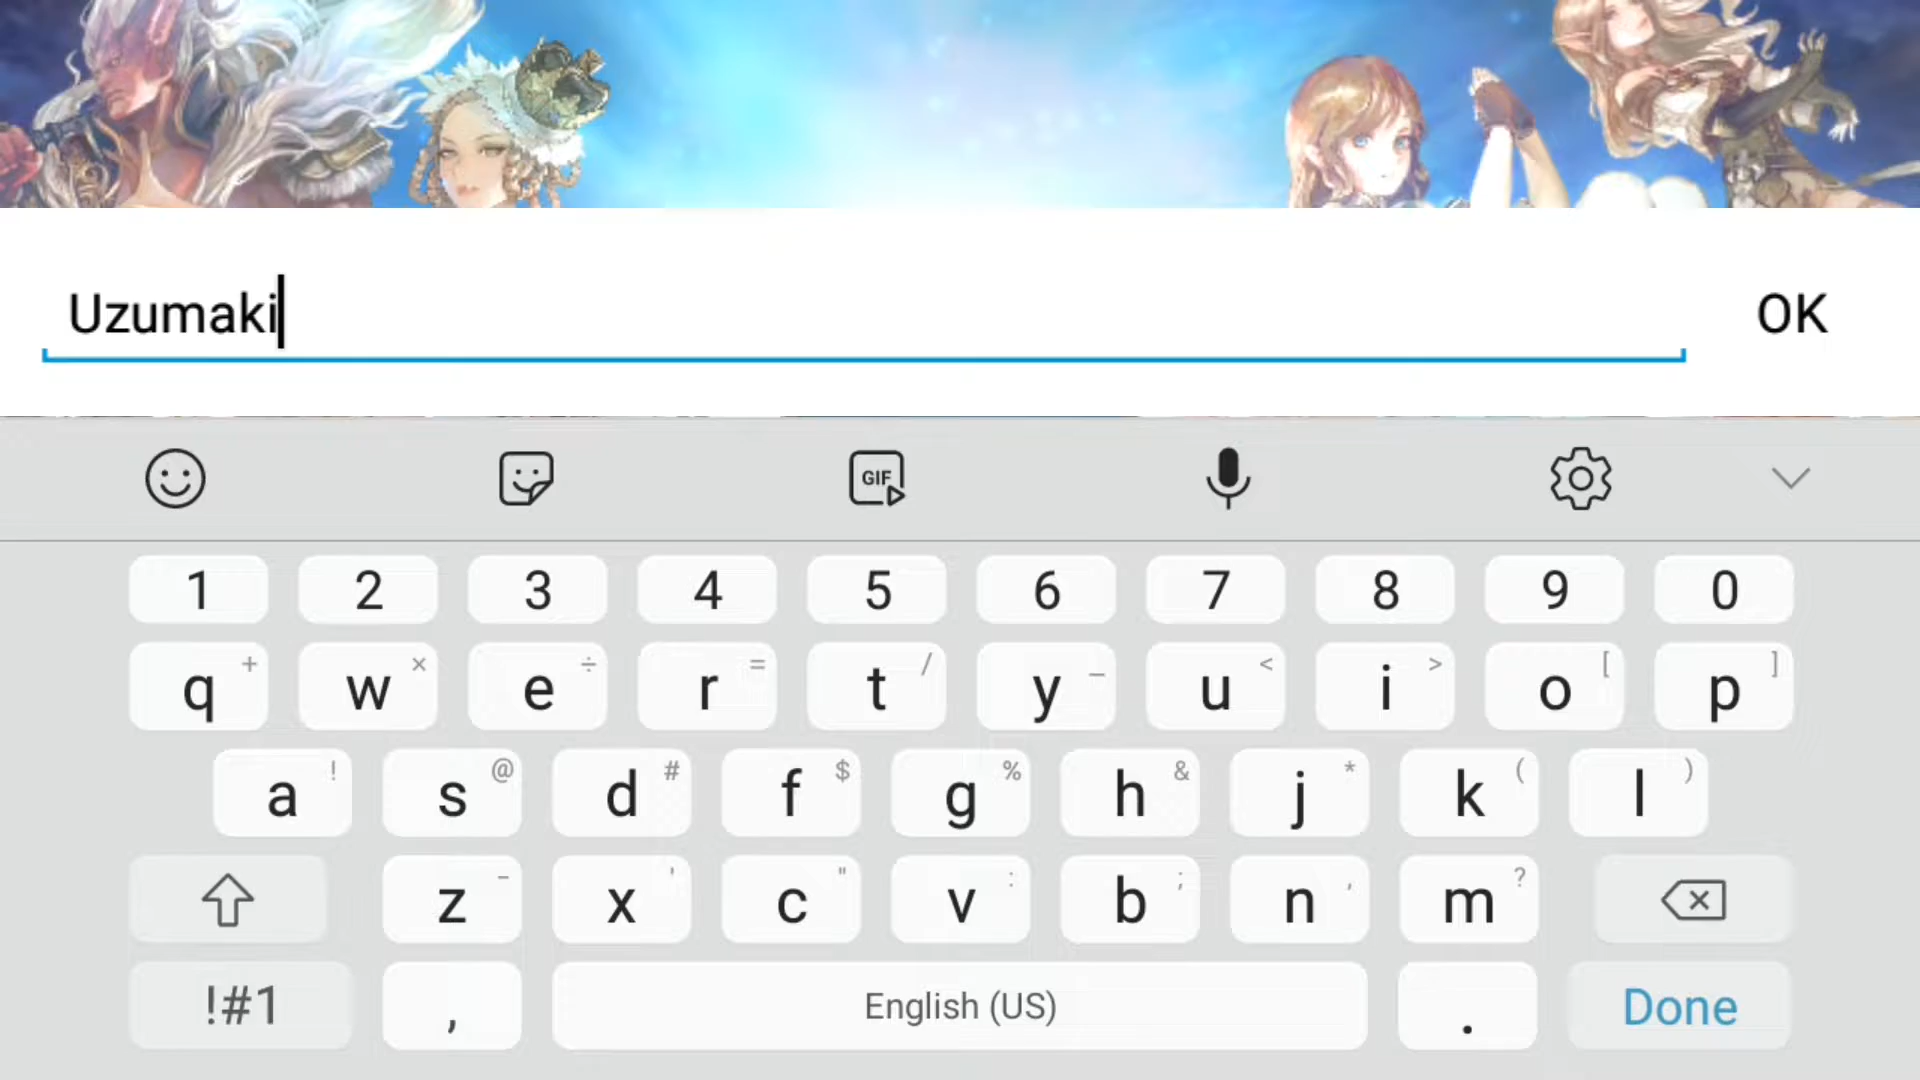 Uzumaki
OK
GIF
1 2 3 4 5 6 7 8 9 0
q + w × e ÷ r = t / y _ u < i > o [ p ]
a ! s @ d # f $ g % h & j * k ( l )
z - x ' c " v : b ; n , m ?
!#1 , English (US) . Done